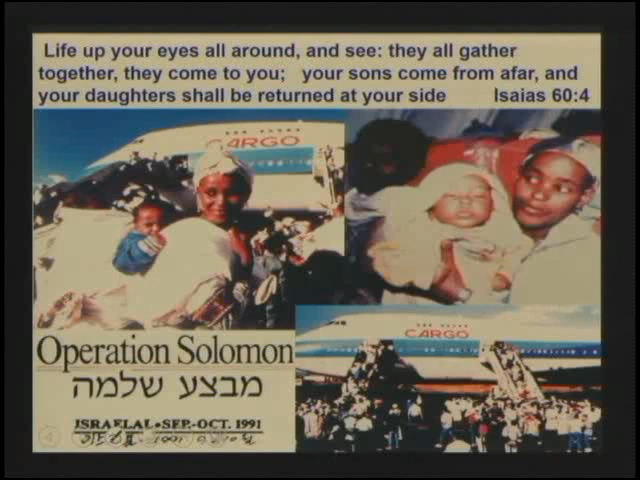 Life up your eyes all around, and see: they all gather
together, they come to you; your sons come from afar, and
your daughters shall be returned at your side Isaias 60:4
CARGO
Operation Solomon
מבצע שלמה
ISRAELAL•SEP.-OCT. 1991
CARGO